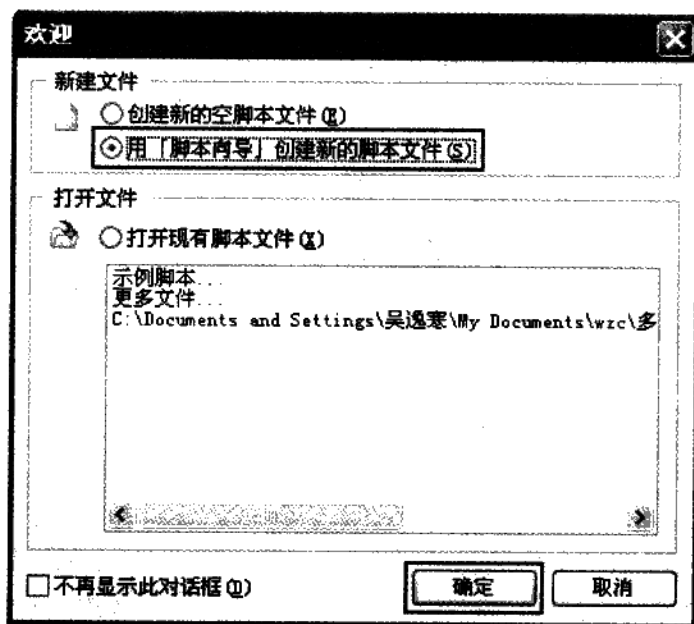 欢迎
新建文件
创建新的空脚本文件(R)
用「脚本向导」创建新的脚本文件(S)
打开文件
打开现有脚本文件(X)
示例脚本...
更多文件...
C:\Documents and Settings\吴逸寒\My Documents\wzc\多
不再显示此对话框(D)
确定
取消